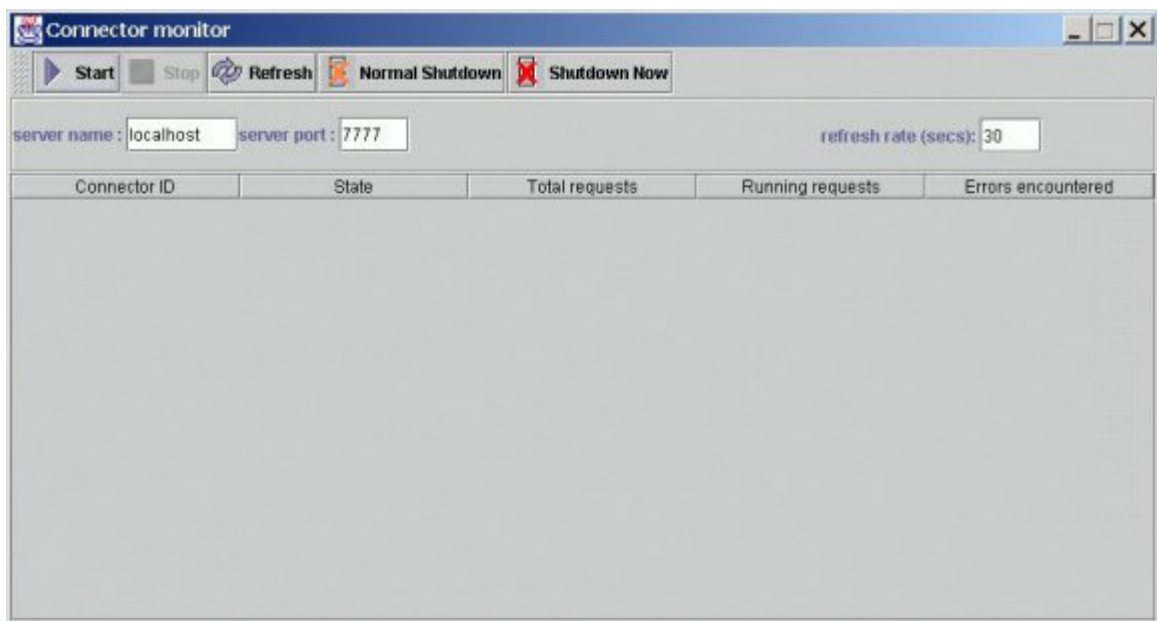 Connector monitor
Start Stop Refresh Normal Shutdown Shutdown Now
server name : localhost server port : 7777 refresh rate (secs): 30
Connector ID State Total requests Running requests Errors encountered